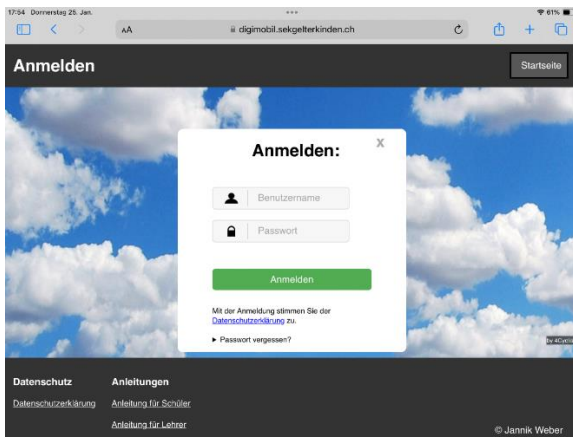 17:54 Donnerstag 25. Jan.
61%
AA
digimobil.sekgelterkinden.ch
Anmelden
Startseite
Anmelden:
X
Benutzername
Passwort
Anmelden
Mit der Anmeldung stimmen Sie der
Datenschutzerklärung zu.
► Passwort vergessen?
Datenschutz
Anleitungen
Datenschutzerklärung
Anleitung für Schüler
Anleitung für Lehrer
© Jannik Weber